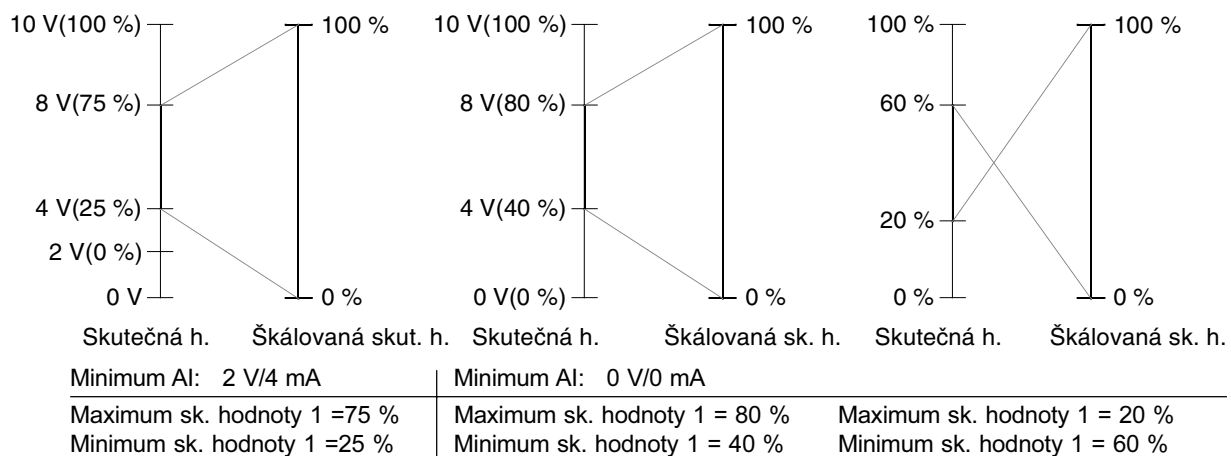 10 V(100 %) 100 % 10 V(100 %) 100 % 100 % 100 %
8 V(75 %) 8 V(80 %) 60 %
4 V(25 %) 4 V(40 %) 20 %
2 V(0 %)
0 V 0 % 0 V(0 %) 0 % 0 % 0 %
Skutečná h. Škálovaná skut. h. Skutečná h. Škálovaná sk. h. Skutečná h. Škálovaná sk. h.
Minimum AI: 2 V/4 mA Minimum AI: 0 V/0 mA
Maximum sk. hodnoty 1 =75 % Maximum sk. hodnoty 1 = 80 % Maximum sk. hodnoty 1 = 20 %
Minimum sk. hodnoty 1 =25 % Minimum sk. hodnoty 1 = 40 % Minimum sk. hodnoty 1 = 60 %